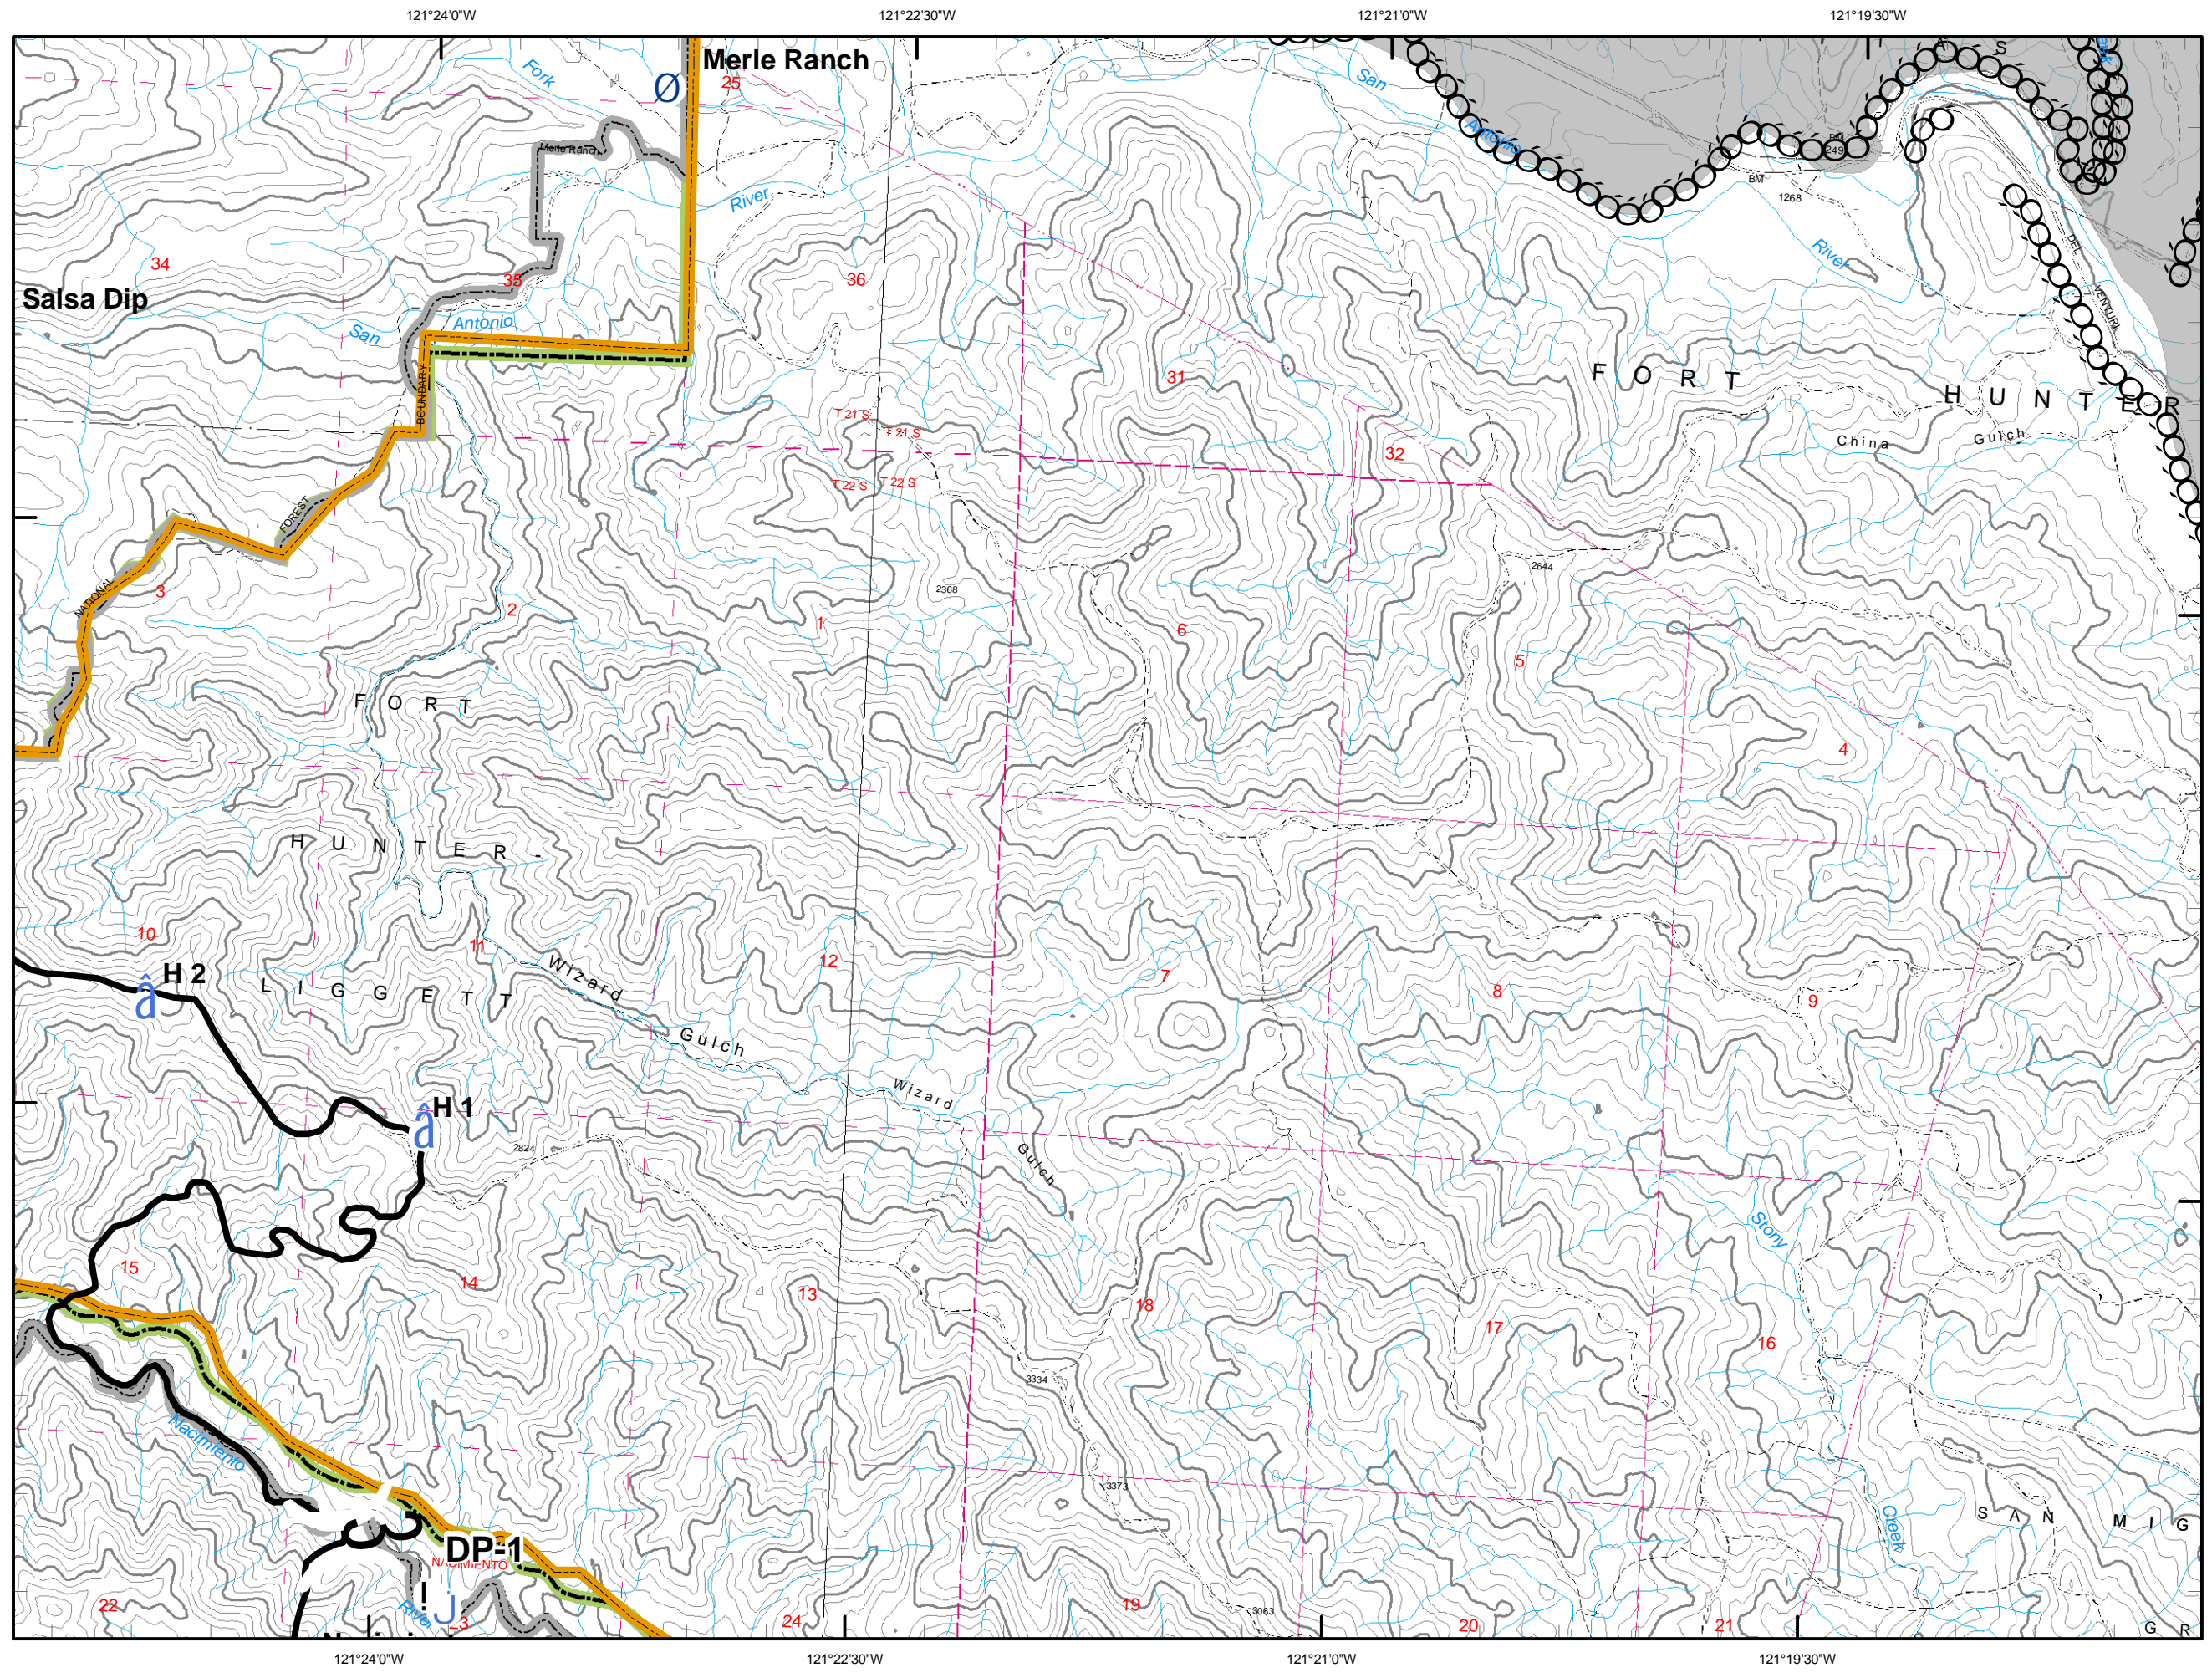 121°24'0"W
121°22'30"W
121°21'0"W
121°19'30"W
Merle Ranch
Ø
25
Fork
San
Antonio
A S
BM
249
BM
1268
Merle Ranch
River
River
DEL
VENTURA
34
35
36
Salsa Dip
San
Antonio
BOUNDARY
31
FORT
HUNTER
T 21 S
T 21 S
32
China
Gulch
T 22 S
T 22 S
FOREST
2644
NATIONAL
3
2
2368
1
6
5
FORT
4
HUNTER-
10
11
12
H 2
â
7
8
9
LIGGETT
Wizard
Gulch
Wizard
H 1
â
2824
Gulch
Stony
15
14
13
18
17
16
3334
Nacimiento
3373
Creek
SAN MIG
DP-1
NACIMIENTO
!
22
River
24
19
3063
20
21
GR
121°24'0"W
121°22'30"W
121°21'0"W
121°19'30"W